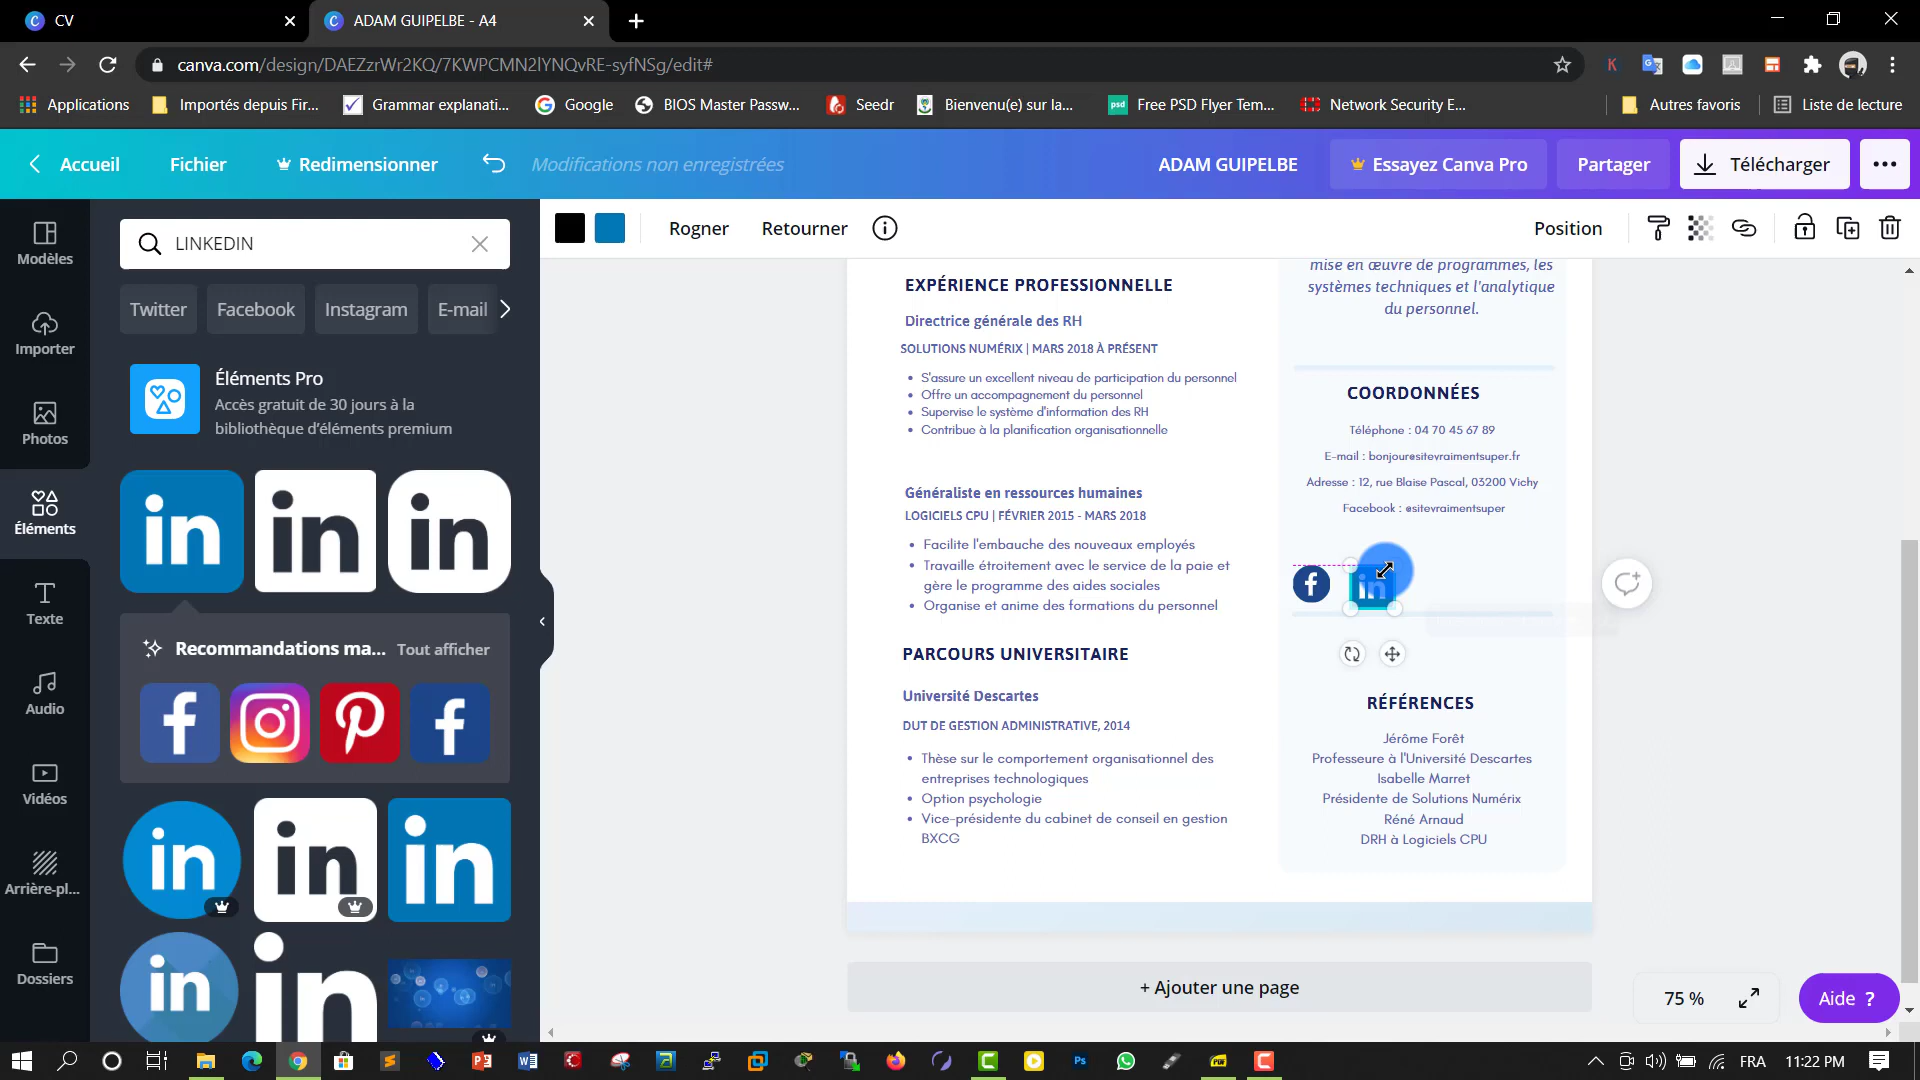 CV
ADAM GUIPELBE - A4
canva.com/design/DAEZzrWr2KQ/7KWPCMN2lYNQvRE-syfNSg/edit#
Applications
Importés depuis Fir...
Grammar explanati...
Google
BIOS Master Passw...
Seedr
Bienvenu(e) sur la...
psd
Free PSD Flyer Tem...
Network Security E...
Autres favoris
Liste de lecture
Accueil
Fichier
Redimensionner
Modifications non enregistrées
ADAM GUIPELBE
Essayez Canva Pro
Partager
Télécharger
Modèles
Importer
Photos
Éléments
Texte
Audio
Vidéos
Arrière-pl...
Dossiers
LINKEDIN
Twitter
Facebook
Instagram
E-mail
Éléments Pro
Accès gratuit de 30 jours à la
bibliothèque d'éléments premium
in
in
in
Recommandations ma...
Tout afficher
in
in
in
in
in
Rogner
Retourner
Position
EXPÉRIENCE PROFESSIONNELLE
Directrice générale des RH
SOLUTIONS NUMÉRIX | MARS 2018 À PRÉSENT
S'assure un excellent niveau de participation du personnel
Offre un accompagnement du personnel
Supervise le système d'information des RH
Contribue à la planification organisationnelle
Généraliste en ressources humaines
LOGICIELS CPU | FÉVRIER 2015 - MARS 2018
Facilite l'embauche des nouveaux employés
Travaille étroitement avec le service de la paie et
gère le programme des aides sociales
Organise et anime des formations du personnel
PARCOURS UNIVERSITAIRE
Université Descartes
DUT DE GESTION ADMINISTRATIVE, 2014
Thèse sur le comportement organisationnel des
entreprises technologiques
Option psychologie
Vice-présidente du cabinet de conseil en gestion
BXCG
mise en œuvre de programmes, les
systèmes techniques et l'analytique
du personnel.
COORDONNÉES
Téléphone : 04 70 45 67 89
E-mail : bonjour@sitevraimentsuper.fr
Adresse : 12, rue Blaise Pascal, 03200 Vichy
Facebook : @sitevraimentsuper
in
RÉFÉRENCES
Jérôme Forêt
Professeure à l'Université Descartes
Isabelle Marret
Présidente de Solutions Numérix
Réné Arnaud
DRH à Logiciels CPU
+ Ajouter une page
75 %
Aide ?
FRA
11:22 PM